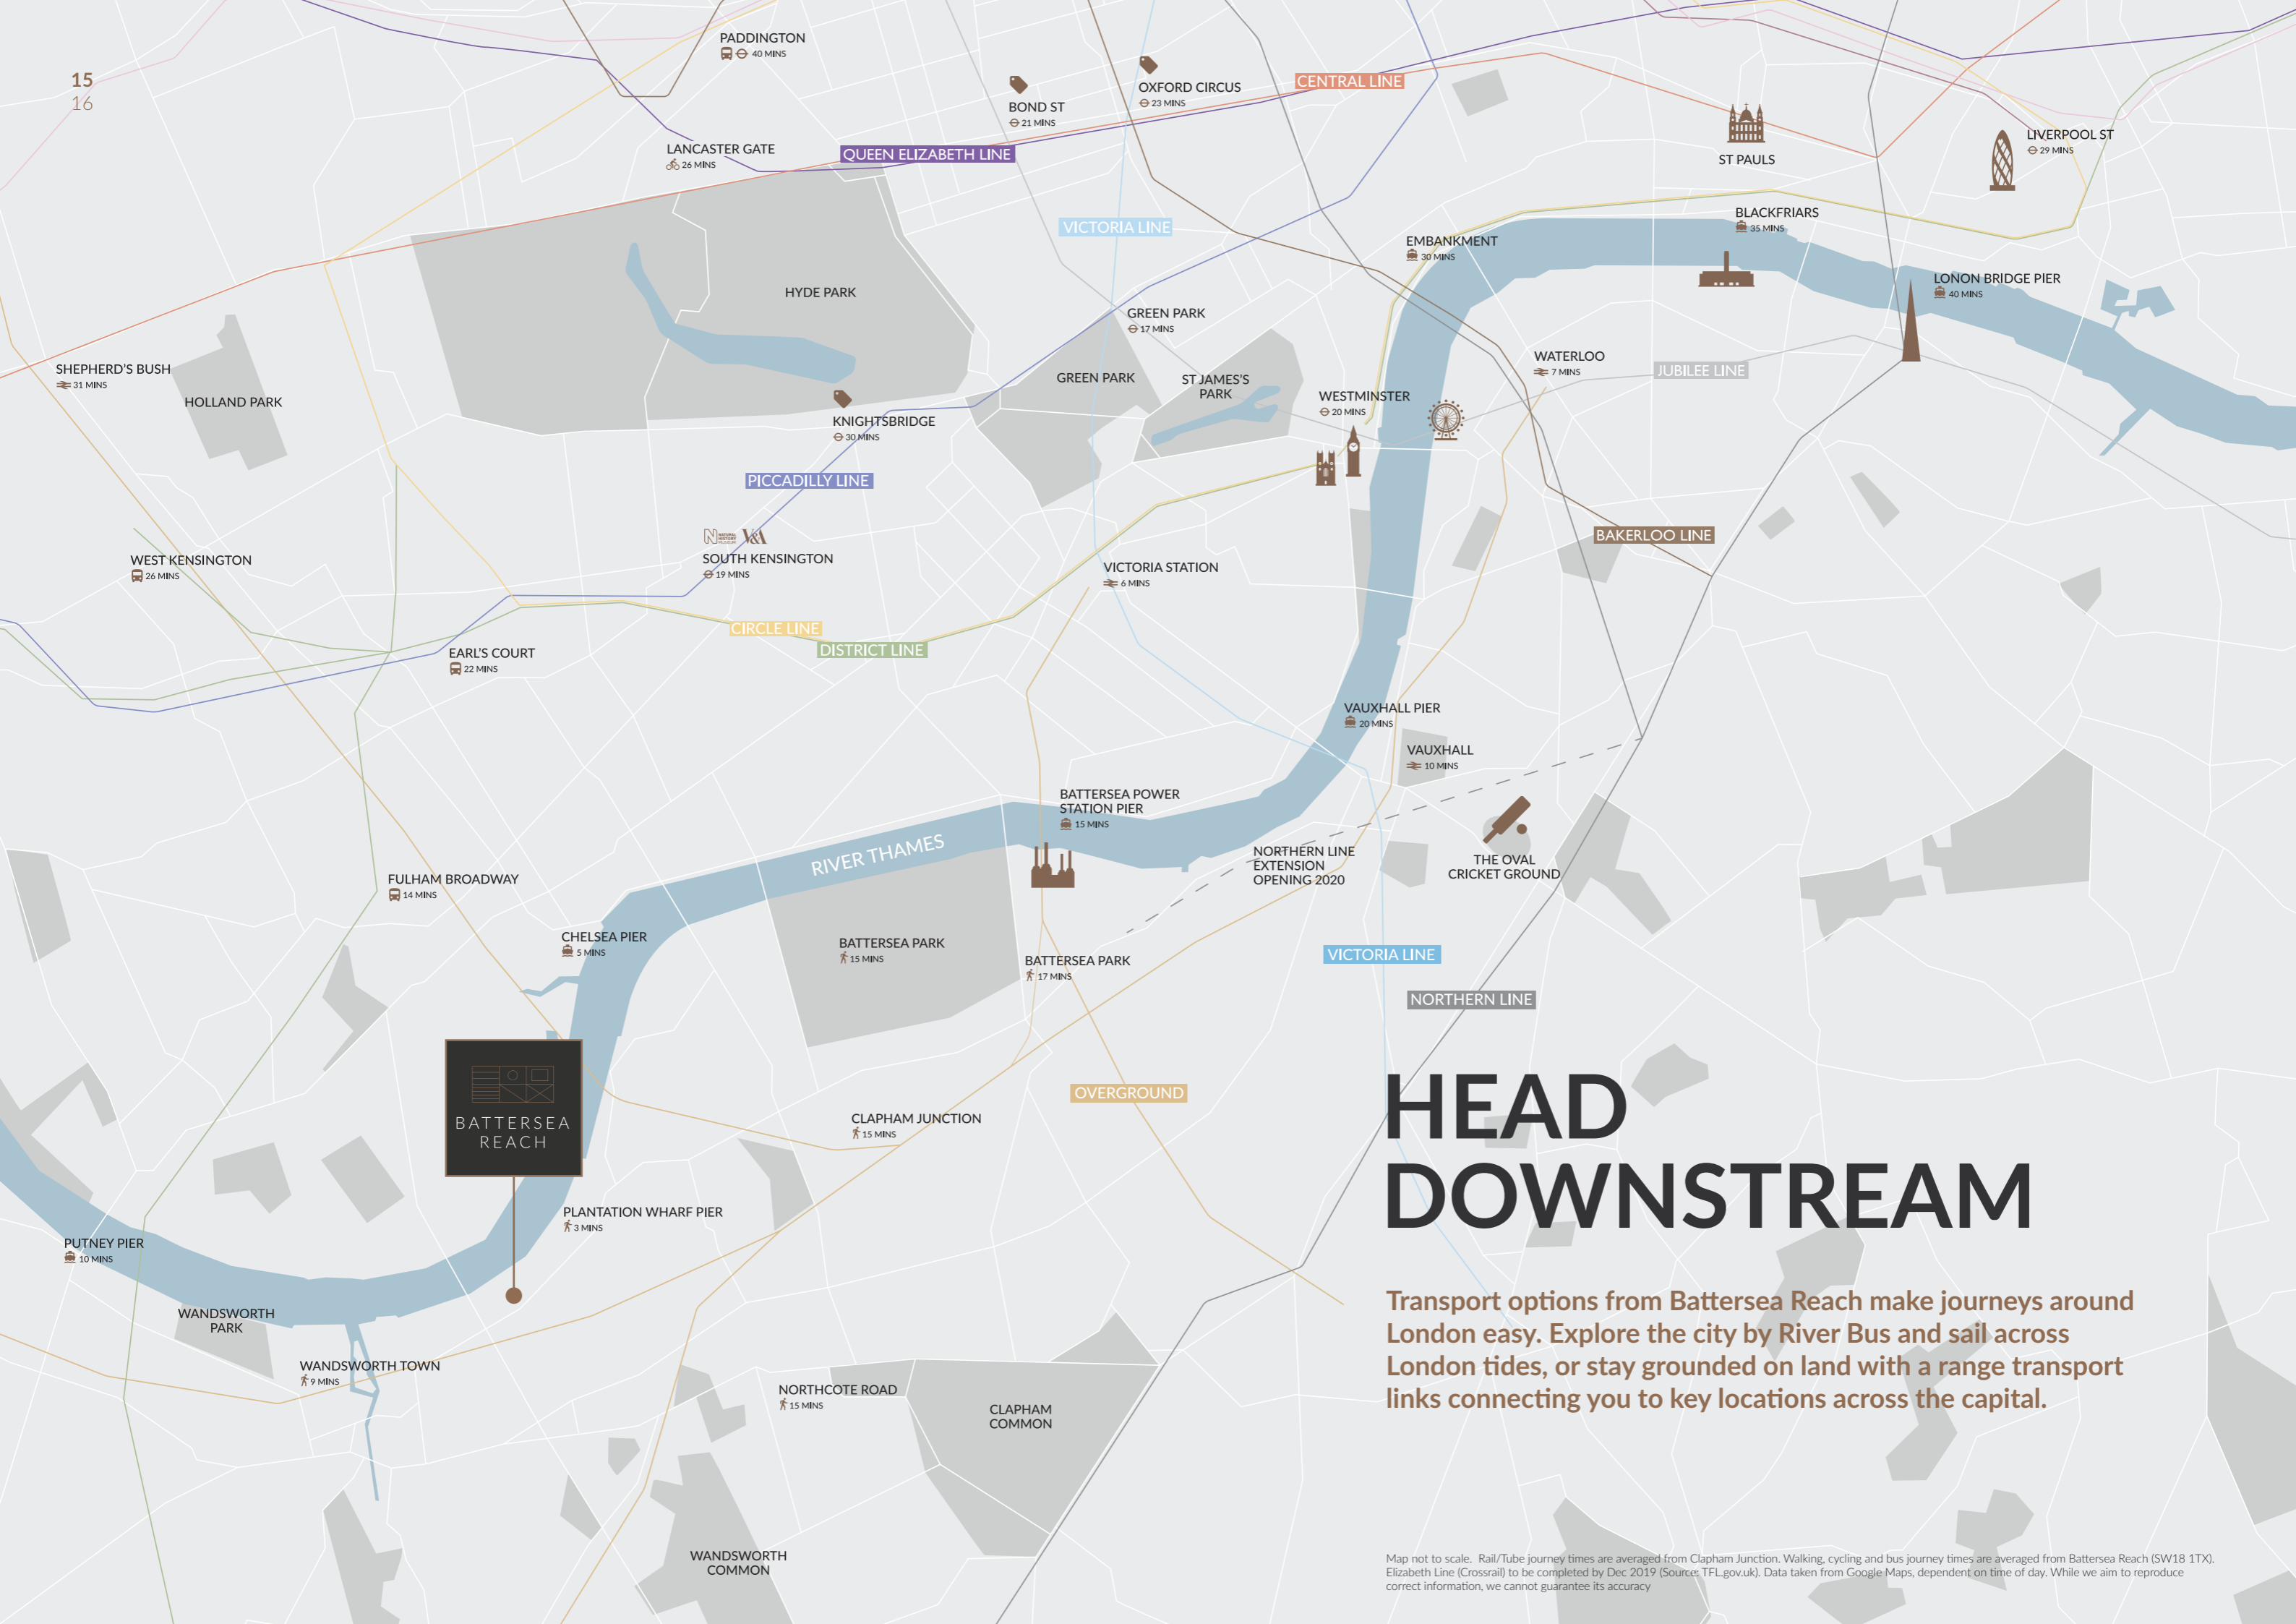 15
16
PADDINGTON
40 MINS
BOND ST
21 MINS
OXFORD CIRCUS
23 MINS
CENTRAL LINE
LANCASTER GATE
26 MINS
QUEEN ELIZABETH LINE
ST PAULS
LIVERPOOL ST
29 MINS
VICTORIA LINE
EMBANKMENT
30 MINS
BLACKFRIARS
35 MINS
HYDE PARK
LONON BRIDGE PIER
40 MINS
GREEN PARK
17 MINS
SHEPHERD'S BUSH
31 MINS
HOLLAND PARK
GREEN PARK
ST JAMES'S
PARK
WATERLOO
7 MINS
JUBILEE LINE
WESTMINSTER
20 MINS
KNIGHTSBRIDGE
30 MINS
PICCADILLY LINE
N NATURAL
HISTORY
MUSEUM
V&A
SOUTH KENSINGTON
19 MINS
BAKERLOO LINE
WEST KENSINGTON
26 MINS
VICTORIA STATION
6 MINS
CIRCLE LINE
DISTRICT LINE
EARL'S COURT
22 MINS
VAUXHALL PIER
20 MINS
VAUXHALL
10 MINS
BATTERSEA POWER
STATION PIER
15 MINS
RIVER THAMES
NORTHERN LINE
EXTENSION
OPENING 2020
THE OVAL
CRICKET GROUND
FULHAM BROADWAY
14 MINS
CHELSEA PIER
5 MINS
BATTERSEA PARK
15 MINS
BATTERSEA PARK
17 MINS
VICTORIA LINE
NORTHERN LINE
BATTERSEA
REACH
OVERGROUND
CLAPHAM JUNCTION
15 MINS
PLANTATION WHARF PIER
3 MINS
PUTNEY PIER
10 MINS
WANDSWORTH
PARK
WANDSWORTH TOWN
9 MINS
NORTHCOTE ROAD
15 MINS
CLAPHAM
COMMON
WANDSWORTH
COMMON
HEAD
DOWNSTREAM
Transport options from Battersea Reach make journeys around
London easy. Explore the city by River Bus and sail across
London tides, or stay grounded on land with a range transport
links connecting you to key locations across the capital.
Map not to scale. Rail/Tube journey times are averaged from Clapham Junction. Walking, cycling and bus journey times are averaged from Battersea Reach (SW18 1TX).
Elizabeth Line (Crossrail) to be completed by Dec 2019 (Source: TFL.gov.uk). Data taken from Google Maps, dependent on time of day. While we aim to reproduce
correct information, we cannot guarantee its accuracy